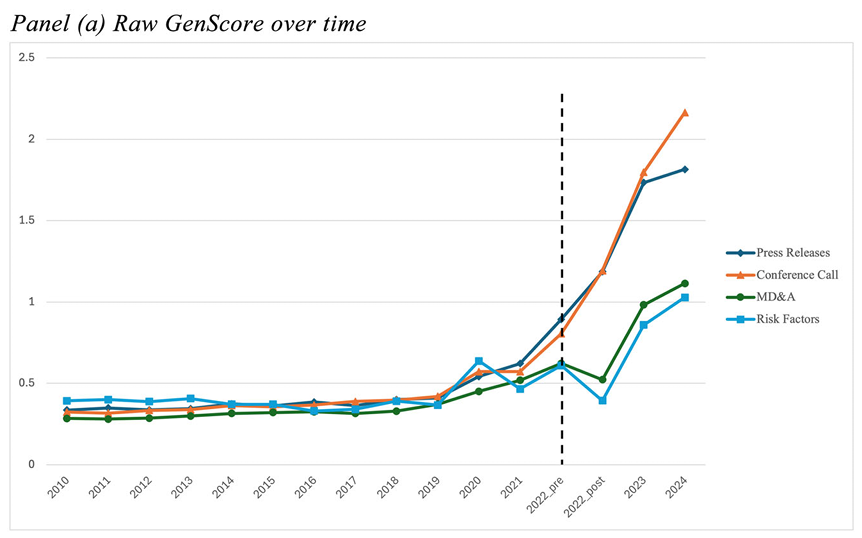 Panel (a) Raw GenScore over time
2.5
2
1.5
1
0.5
0
2010
2011
2012
2013
2014
2015
2016
2017
2018
2019
2020
2021
2022_pre
2022_post
2023
2024
Press Releases
Conference Call
MD&A
Risk Factors